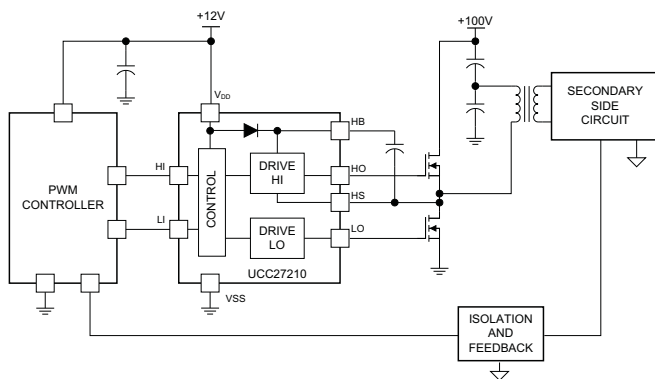 +12V
+100V
VDD
HB
SECONDARY
SIDE
CIRCUIT
PWM
CONTROLLER
HI
LI
CONTROL
DRIVE
HI
HO
HS
DRIVE
LO
LO
UCC27210
VSS
ISOLATION
AND
FEEDBACK